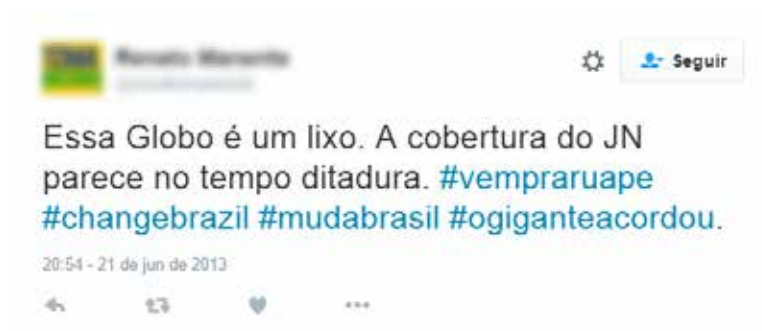 Seguir
Essa Globo é um lixo. A cobertura do JN
parece no tempo ditadura. #vempraruape
#changebrazil #mudabrasil #ogiganteacordou.
20:54 - 21 de jun de 2013